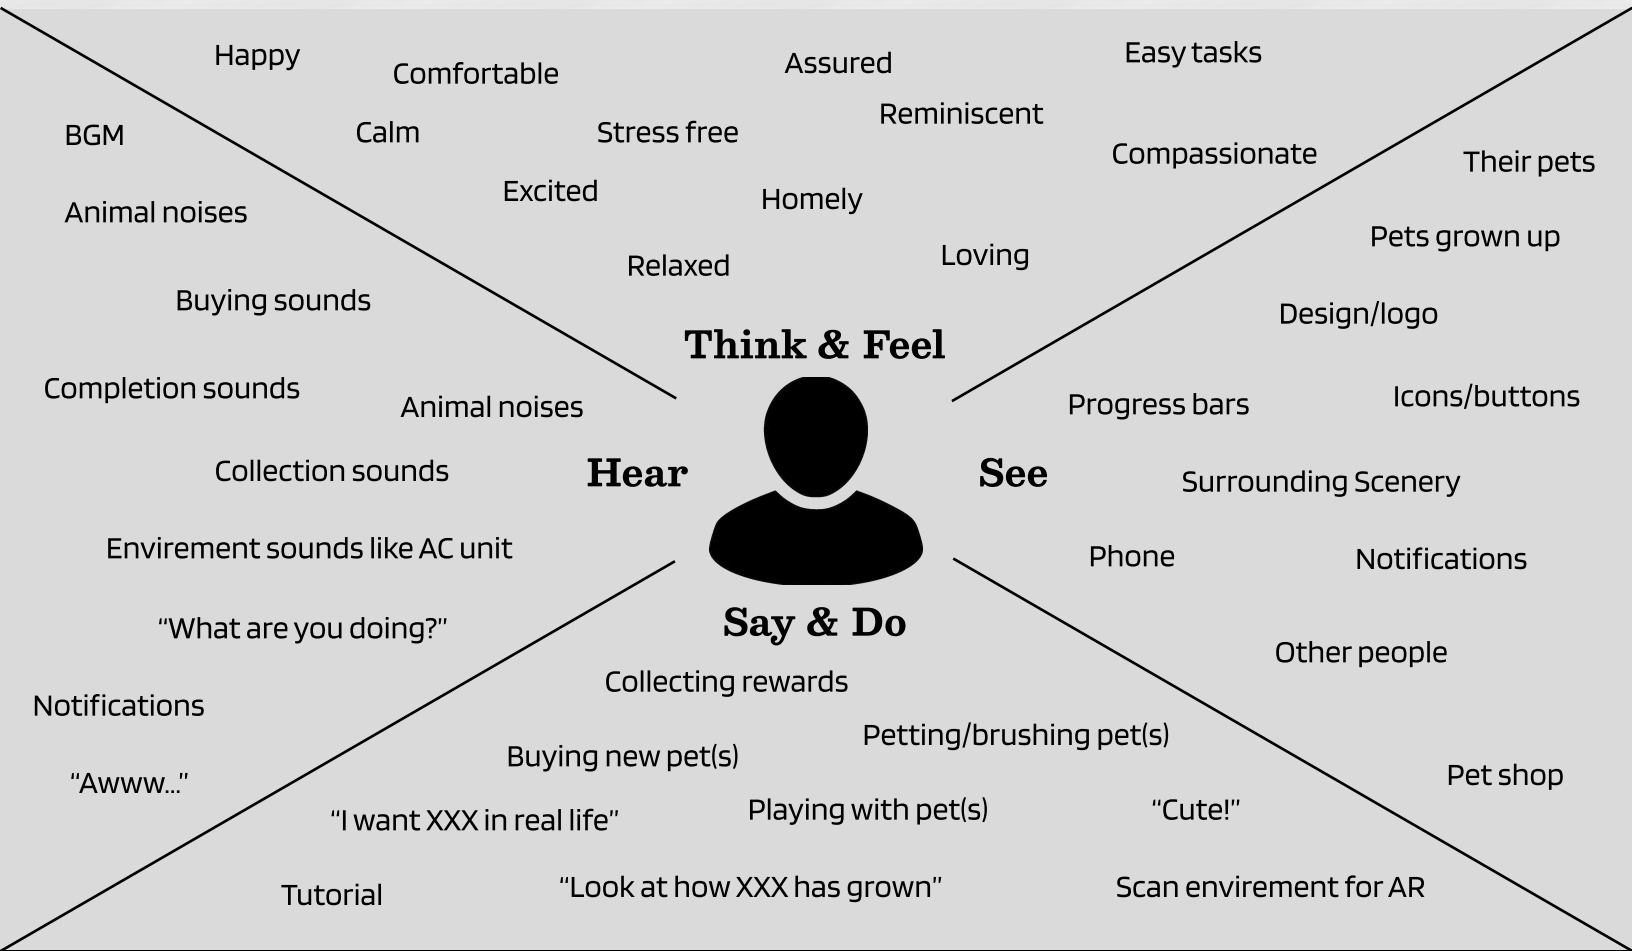 Happy
Comfortable
Assured
Easy tasks
Calm
Stress free
Reminiscent
Compassionate
Excited
Homely
Relaxed
Loving
Think & Feel
BGM
Animal noises
Buying sounds
Completion sounds
Animal noises
Hear
Collection sounds
Envirement sounds like AC unit
“What are you doing?”
Notifications
“Awww...”
Their pets
Pets grown up
Design/logo
Progress bars
Icons/buttons
See
Surrounding Scenery
Phone
Notifications
Other people
Pet shop
Say & Do
Collecting rewards
Petting/brushing pet(s)
Buying new pet(s)
“I want XXX in real life”
Playing with pet(s)
“Cute!”
Tutorial
“Look at how XXX has grown”
Scan envirement for AR